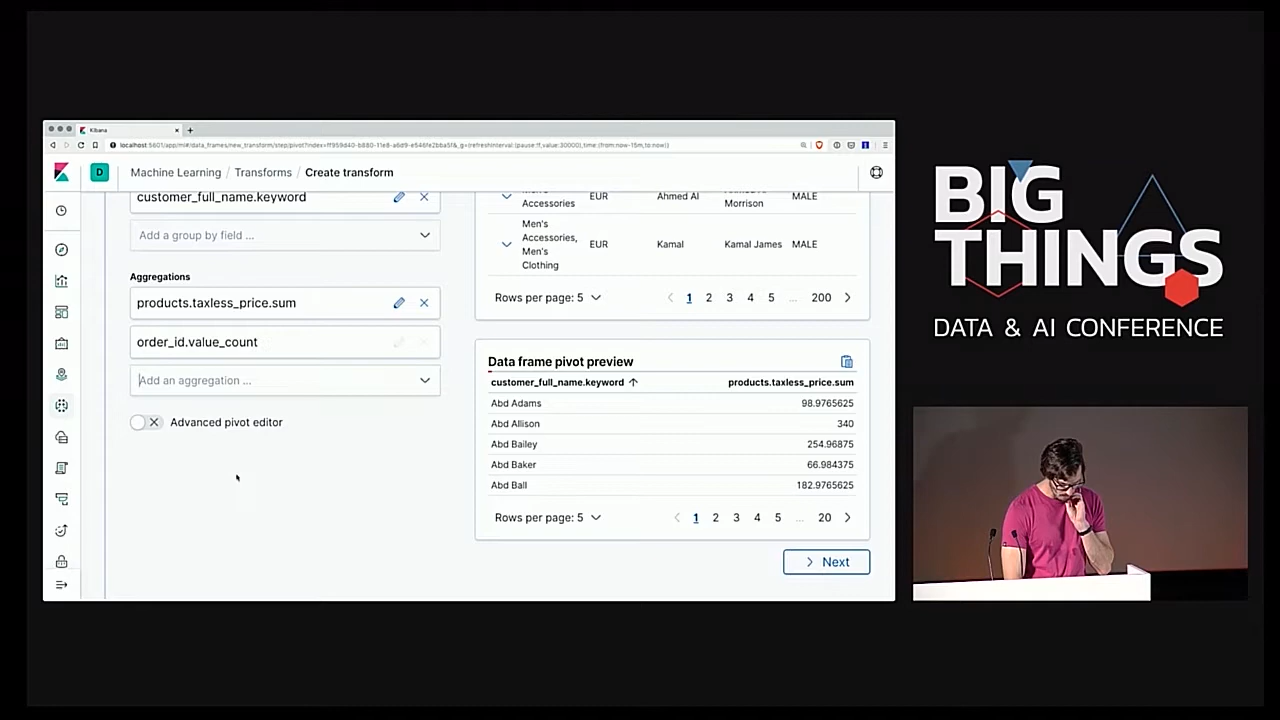 Kibana
D
Machine Learning / Transforms / Create transform
customer_full_name.keyword
Add a group by field ...
Aggregations
products.taxless_price.sum
order_id.value_count
Add an aggregation ...
Advanced pivot editor
Accessories EUR Ahmed Al Morrison MALE
Men's
Accessories, EUR Kamal Kamal James MALE
Men's
Clothing
Rows per page: 5 1 2 3 4 5 ... 200
Data frame pivot preview
customer_full_name.keyword products.taxless_price.sum
Abd Adams 98.9765625
Abd Allison 340
Abd Bailey 254.96875
Abd Baker 66.984375
Abd Ball 182.9765625
Rows per page: 5 1 2 3 4 5 ... 20
Next
BIG
THINGS
DATA & AI CONFERENCE